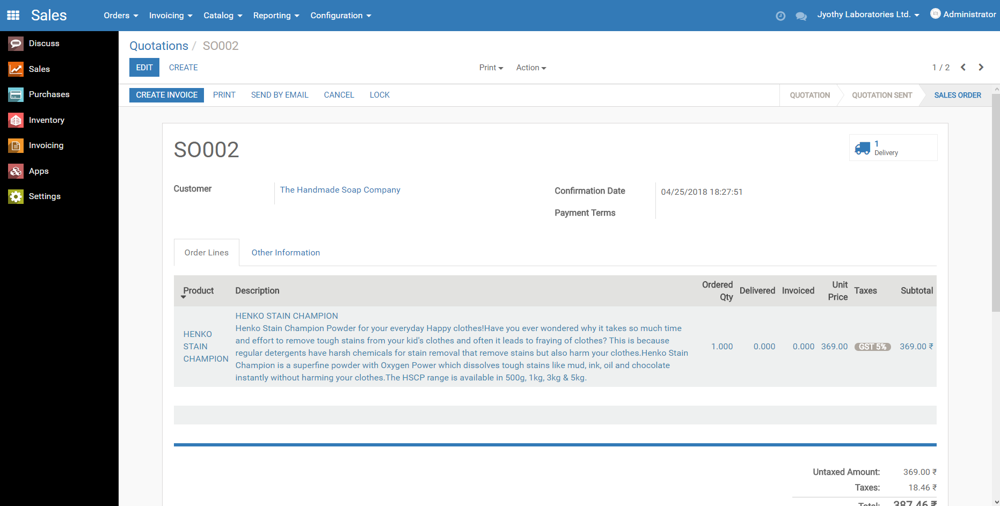 Sales
Orders
Invoicing
Catalog
Reporting
Configuration
Jyothy Laboratories Ltd.
Administrator
Discuss
Sales
Purchases
Inventory
Invoicing
Apps
Settings
Quotations / SO002
EDIT
CREATE
Print
Action
1 / 2
CREATE INVOICE
PRINT
SEND BY EMAIL
CANCEL
LOCK
QUOTATION
QUOTATION SENT
SALES ORDER
SO002
1
Delivery
Customer
The Handmade Soap Company
Confirmation Date
04/25/2018 18:27:51
Payment Terms
Order Lines
Other Information
Product
Description
Ordered
Qty
Delivered
Invoiced
Unit
Price
Taxes
Subtotal
HENKO
STAIN
CHAMPION
HENKO STAIN CHAMPION
Henko Stain Champion Powder for your everyday Happy clothes!Have you ever wondered why it takes so much time
and effort to remove tough stains from your kid's clothes and often it leads to fraying of clothes? This is because
regular detergents have harsh chemicals for stain removal that remove stains but also harm your clothes.Henko Stain
Champion is a superfine powder with Oxygen Power which dissolves tough stains like mud, ink, oil and chocolate
instantly without harming your clothes.The HSCP range is available in 500g, 1kg, 3kg & 5kg.
1.000
0.000
0.000
369.00
GST 5%
369.00 ₹
Untaxed Amount: 369.00 ₹
Taxes: 18.46 ₹
Total: 387.46 ₹